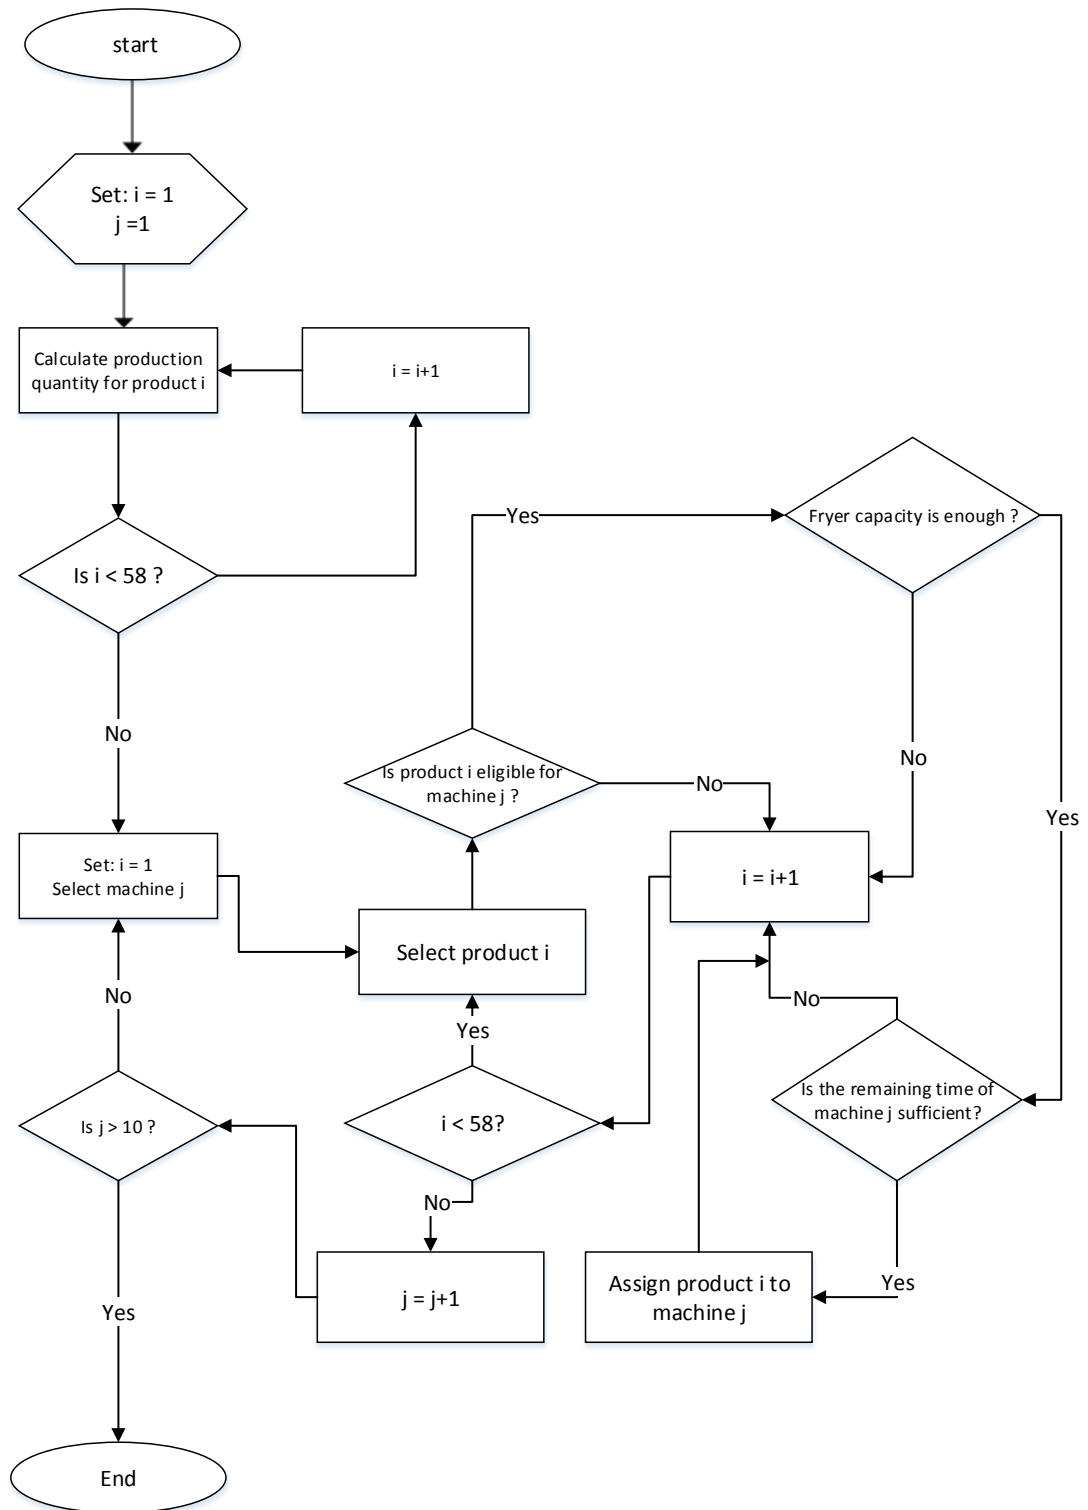 start
Set: i = 1
j =1
Calculate production
quantity for product i
i = i+1
Is i < 58 ?
No
Set: i = 1
Select machine j
Select product i
Is product i eligible for
machine j ?
Yes
No
Fryer capacity is enough ?
No
Yes
i = i+1
Is the remaining time of
machine j sufficient?
No
Yes
Assign product i to
machine j
i < 58?
Yes
No
j = j+1
Is j > 10 ?
No
Yes
End